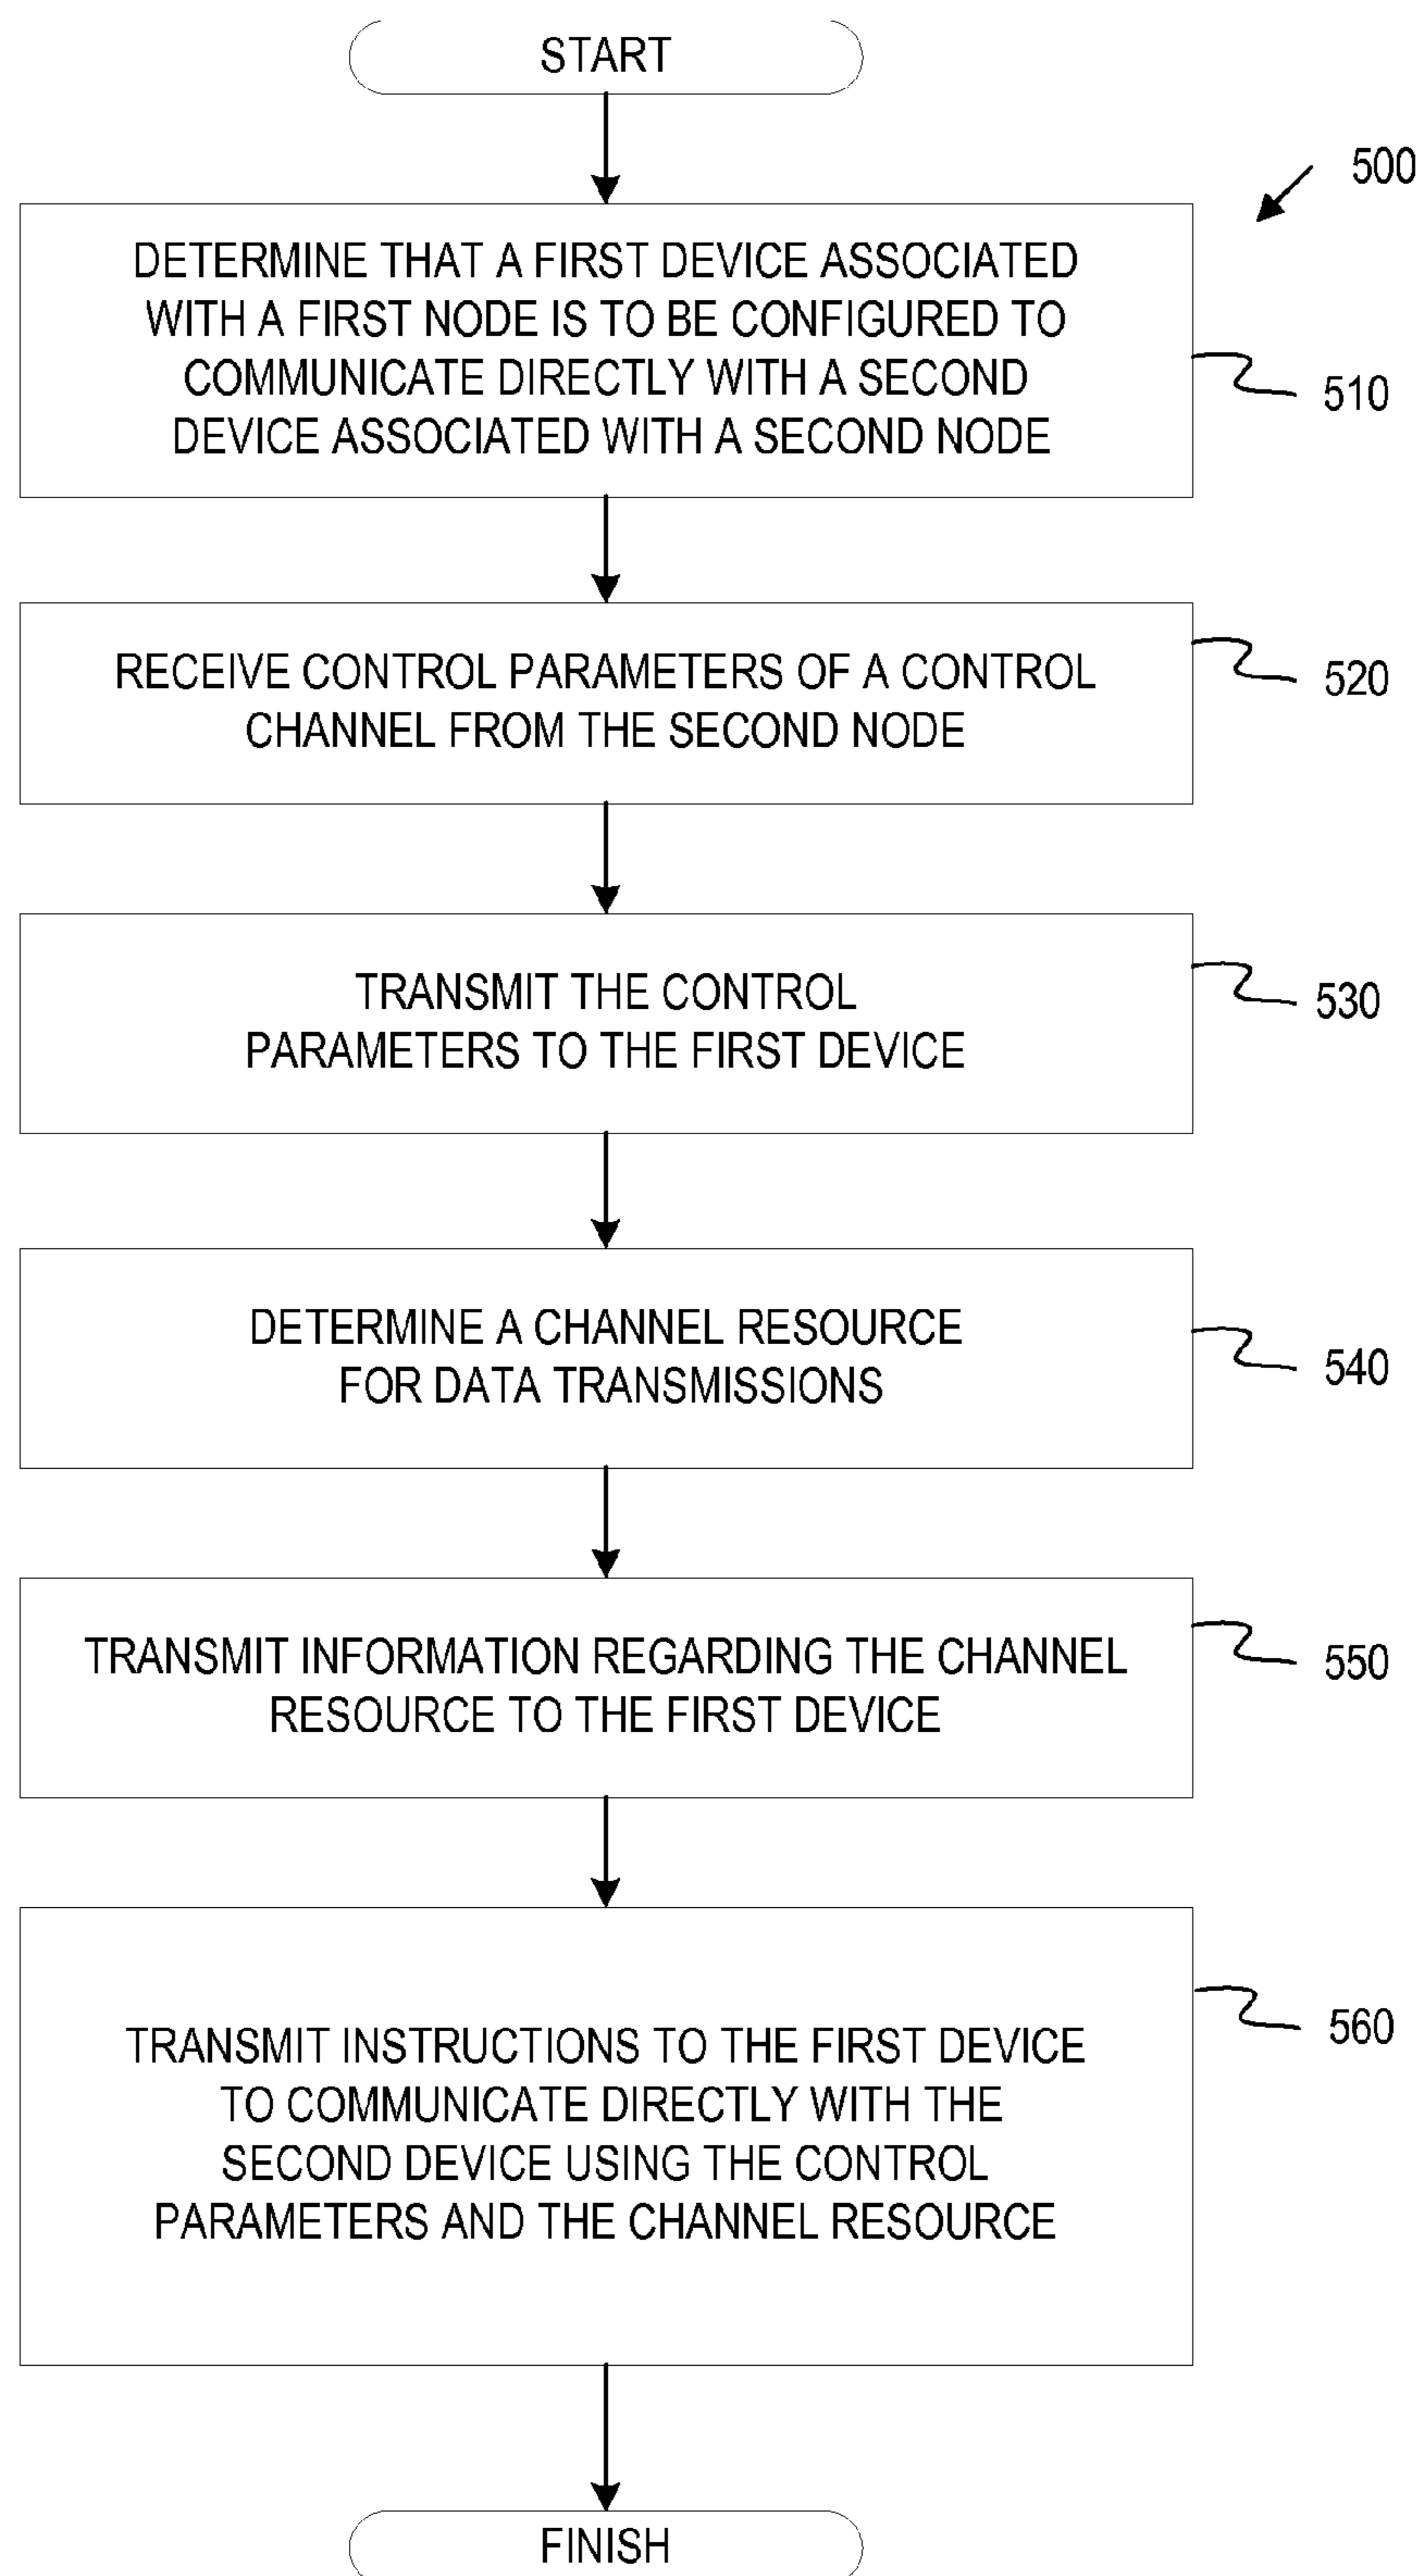 START
500
DETERMINE THAT A FIRST DEVICE ASSOCIATED
WITH A FIRST NODE IS TO BE CONFIGURED TO
COMMUNICATE DIRECTLY WITH A SECOND
DEVICE ASSOCIATED WITH A SECOND NODE
510
RECEIVE CONTROL PARAMETERS OF A CONTROL
CHANNEL FROM THE SECOND NODE
520
TRANSMIT THE CONTROL
PARAMETERS TO THE FIRST DEVICE
530
DETERMINE A CHANNEL RESOURCE
FOR DATA TRANSMISSIONS
540
TRANSMIT INFORMATION REGARDING THE CHANNEL
RESOURCE TO THE FIRST DEVICE
550
TRANSMIT INSTRUCTIONS TO THE FIRST DEVICE
TO COMMUNICATE DIRECTLY WITH THE
SECOND DEVICE USING THE CONTROL
PARAMETERS AND THE CHANNEL RESOURCE
560
FINISH